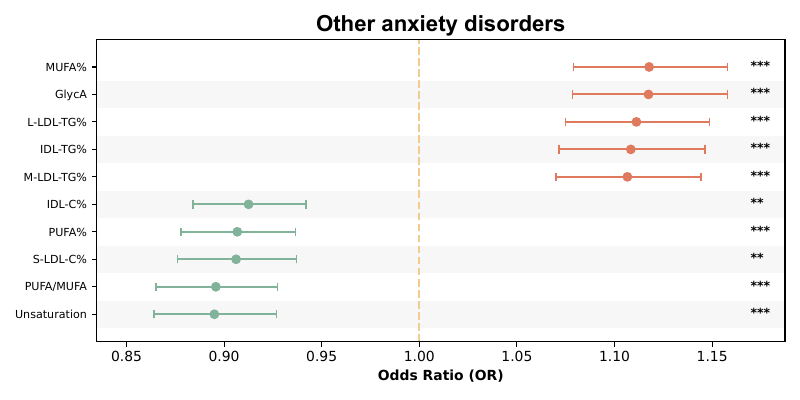 Other anxiety disorders
MUFA% ***
GlycA ***
L-LDL-TG% ***
IDL-TG% ***
M-LDL-TG% ***
IDL-C% **
PUFA% ***
S-LDL-C% **
PUFA/MUFA ***
Unsaturation ***
0.85 0.90 0.95 1.00 1.05 1.10 1.15
Odds Ratio (OR)